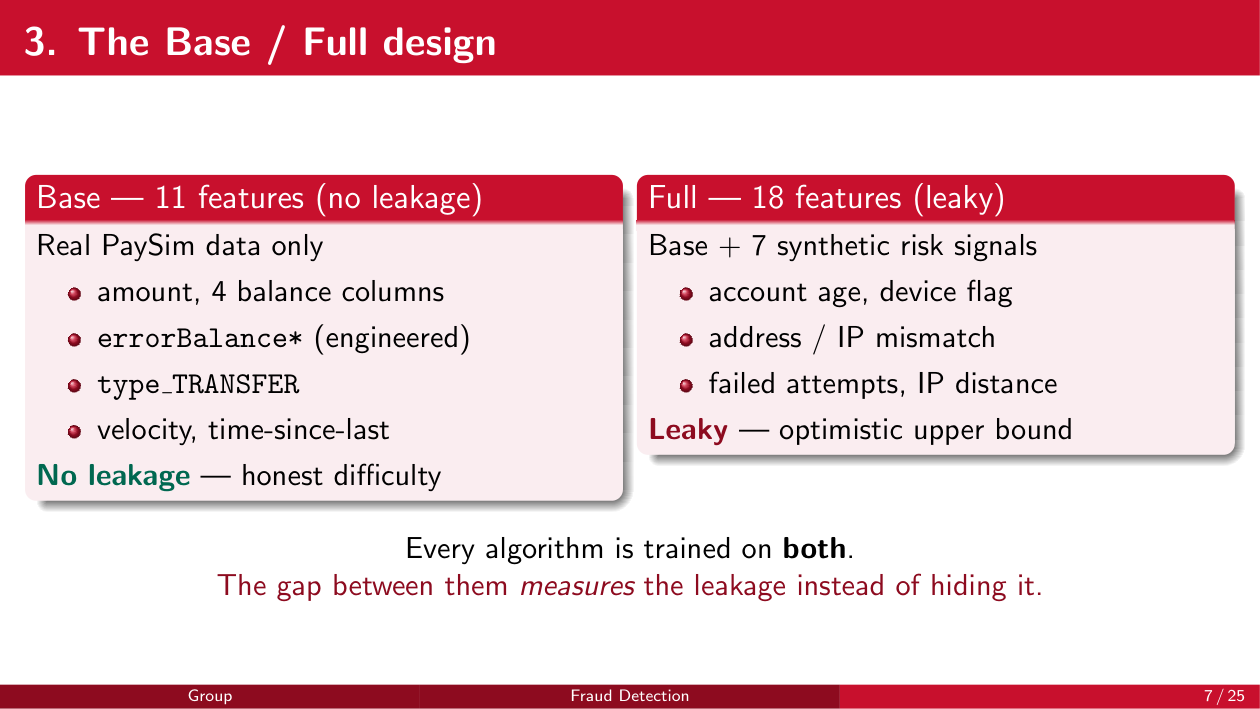 3. The Base / Full design
Base — 11 features (no leakage)
Real PaySim data only
amount, 4 balance columns
errorBalance* (engineered)
type_TRANSFER
velocity, time-since-last
No leakage — honest difficulty
Full — 18 features (leaky)
Base + 7 synthetic risk signals
account age, device flag
address / IP mismatch
failed attempts, IP distance
Leaky — optimistic upper bound
Every algorithm is trained on both.
The gap between them measures the leakage instead of hiding it.
Group
Fraud Detection
7 / 25